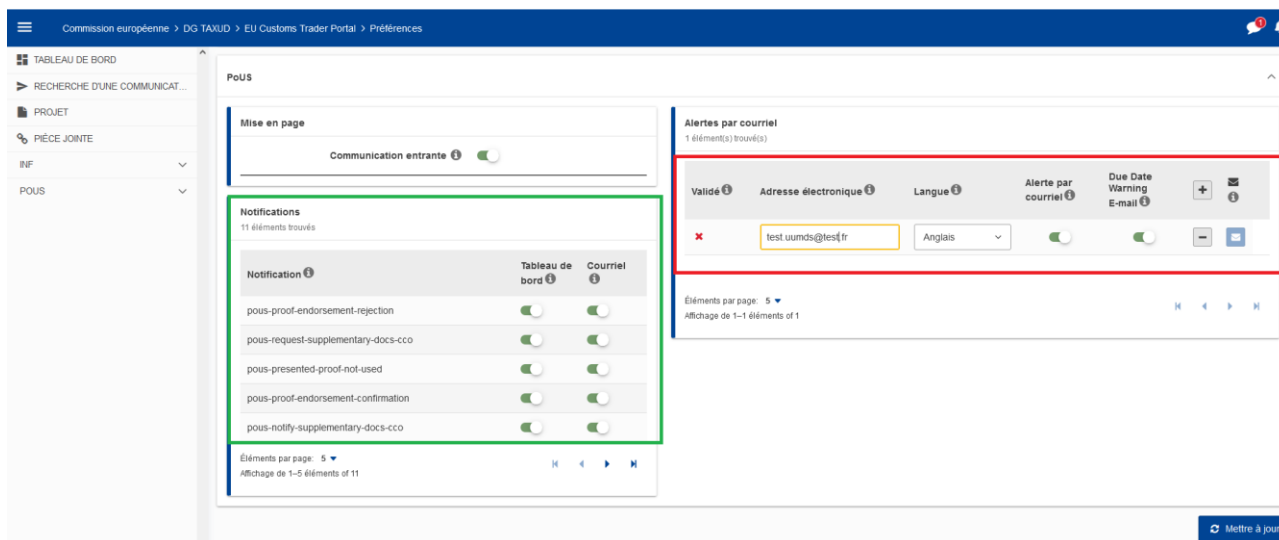 Commission européenne > DG TAXUD > EU Customs Trader Portal > Préférences
1
TABLEAU DE BORD
RECHERCHE D'UNE COMMUNICAT...
PROJET
PIÈCE JOINTE
INF
POUS
PoUS
Mise en page
Communication entrante
Notifications
11 éléments trouvés
Notification
Tableau de bord
Courriel
pous-proof-endorsement-rejection
pous-request-supplementary-docs-cco
pous-presented-proof-not-used
pous-proof-endorsement-confirmation
pous-notify-supplementary-docs-cco
Éléments par page: 5
Affichage de 1–5 éléments of 11
Alertes par courriel
1 élément(s) trouvé(s)
Validé
Adresse électronique
Langue
Alerte par courriel
Due Date Warning E-mail
test.uumds@test.fr
Anglais
Éléments par page: 5
Affichage de 1–1 éléments of 1
Mettre à jour